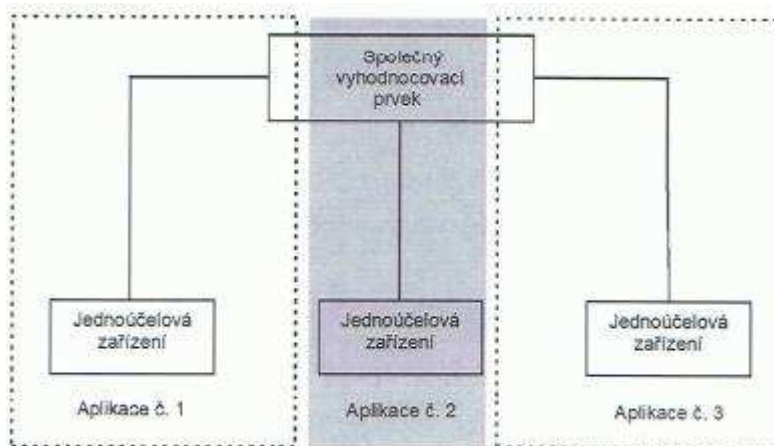 Společný
vyhodnocovací
prvek
Jednoúčelová
zařízení
Jednoúčelová
zařízení
Jednoúčelová
zařízení
Aplikace č. 1
Aplikace č. 2
Aplikace č. 3